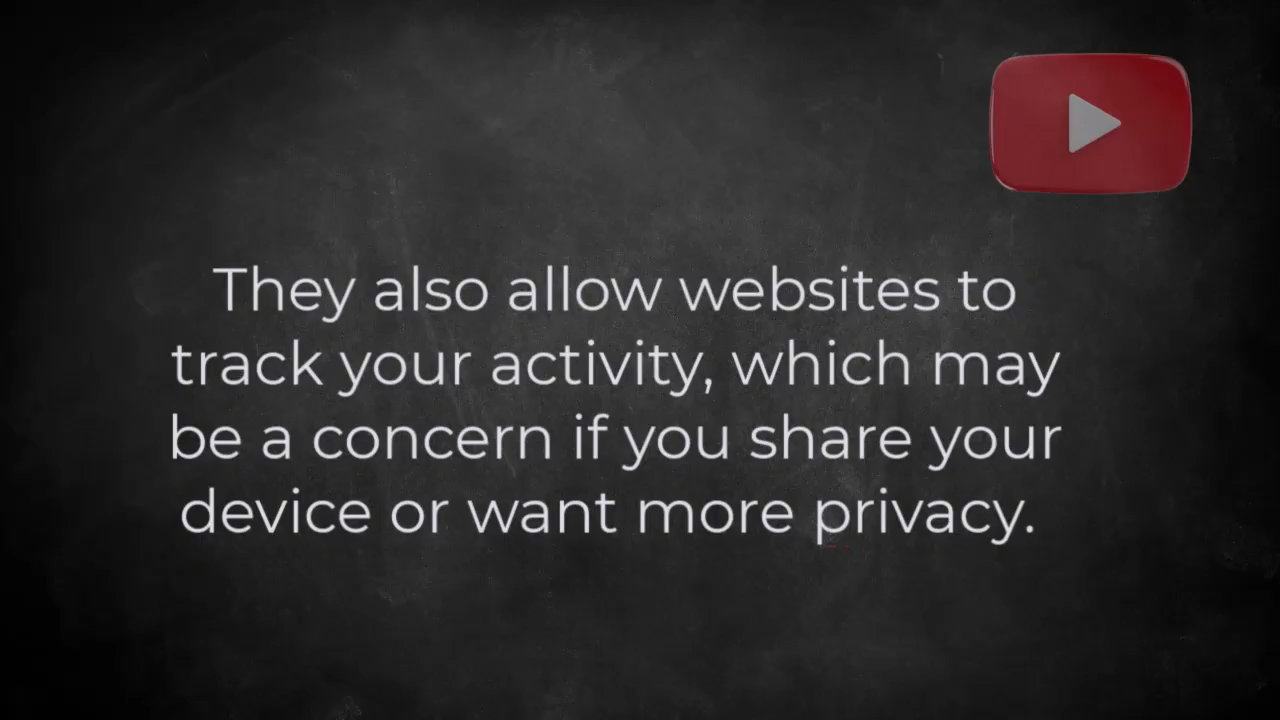 They also allow websites to
track your activity, which may
be a concern if you share your
device or want more privacy.